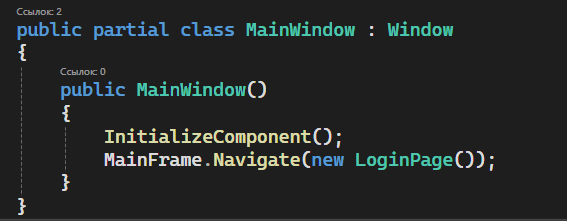 Ссылок: 2
public partial class MainWindow : Window
{
Ссылок: 0
public MainWindow()
{
InitializeComponent();
MainFrame.Navigate(new LoginPage());
}
}